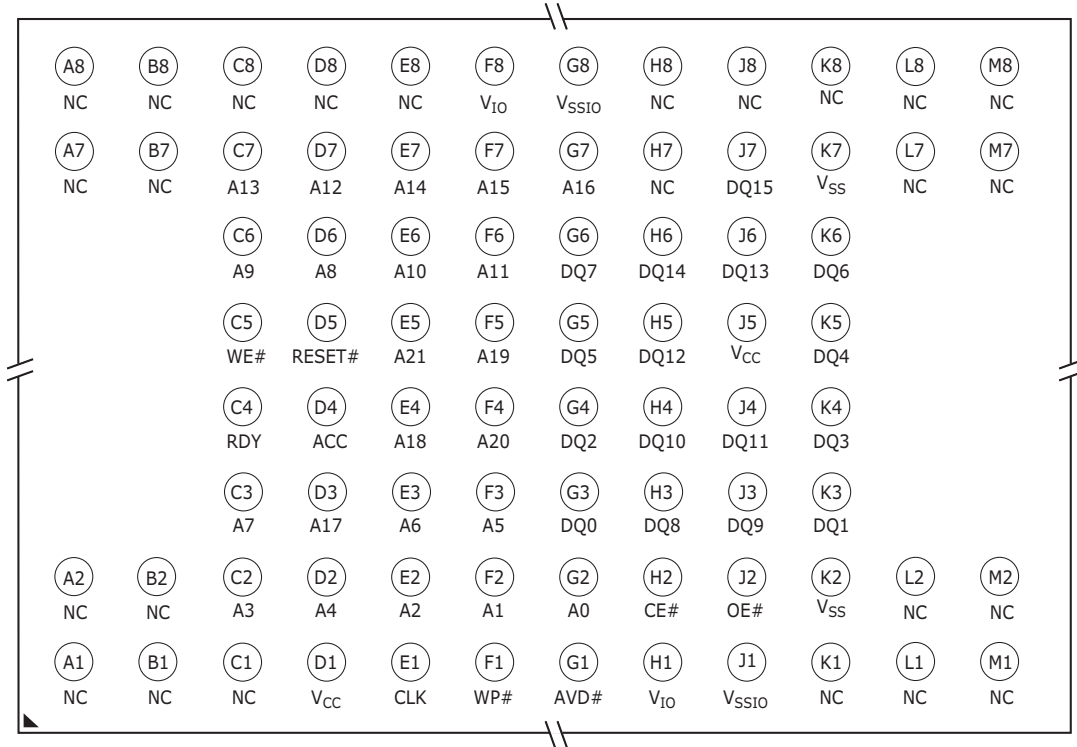 A8 B8 C8 D8 E8 F8 G8 H8 J8 K8 L8 M8
NC NC NC NC NC VIO VSSIO NC NC NC NC NC
A7 B7 C7 D7 E7 F7 G7 H7 J7 K7 L7 M7
NC NC A13 A12 A14 A15 A16 NC DQ15 VSS NC NC
C6 D6 E6 F6 G6 H6 J6 K6
A9 A8 A10 A11 DQ7 DQ14 DQ13 DQ6
C5 D5 E5 F5 G5 H5 J5 K5
WE# RESET# A21 A19 DQ5 DQ12 VCC DQ4
C4 D4 E4 F4 G4 H4 J4 K4
RDY ACC A18 A20 DQ2 DQ10 DQ11 DQ3
C3 D3 E3 F3 G3 H3 J3 K3
A7 A17 A6 A5 DQ0 DQ8 DQ9 DQ1
A2 B2 C2 D2 E2 F2 G2 H2 J2 K2 L2 M2
NC NC A3 A4 A2 A1 A0 CE# OE# VSS NC NC
A1 B1 C1 D1 E1 F1 G1 H1 J1 K1 L1 M1
NC NC NC VCC CLK WP# AVD# VIO VSSIO NC NC NC